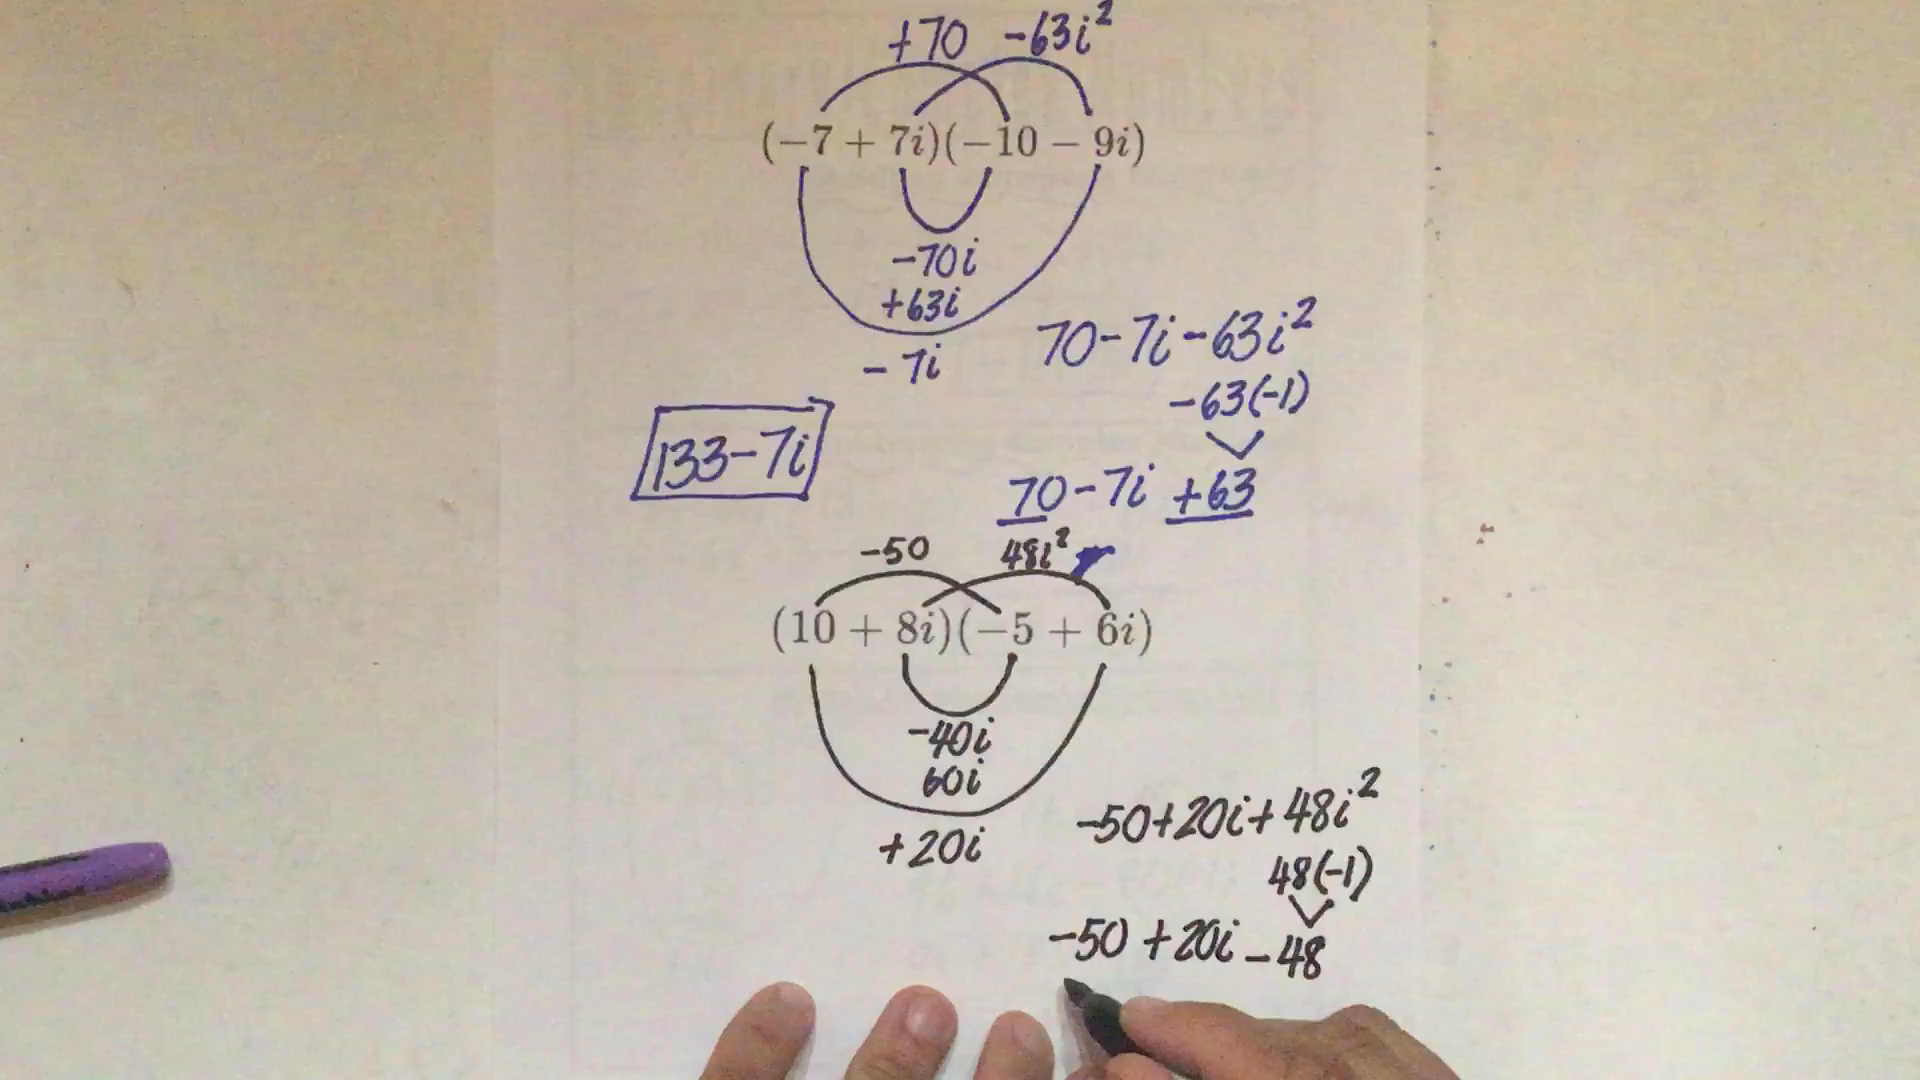 +70 -63i²
(−7 + 7i)(−10 − 9i)
-70i
+63i
-7i
70-7i-63i²
-63(-1)
133-7i
70-7i +63
-50 48i²
(10 + 8i)(−5 + 6i)
-40i
60i
+20i
-50+20i+48i²
48(-1)
-50 +20i -48